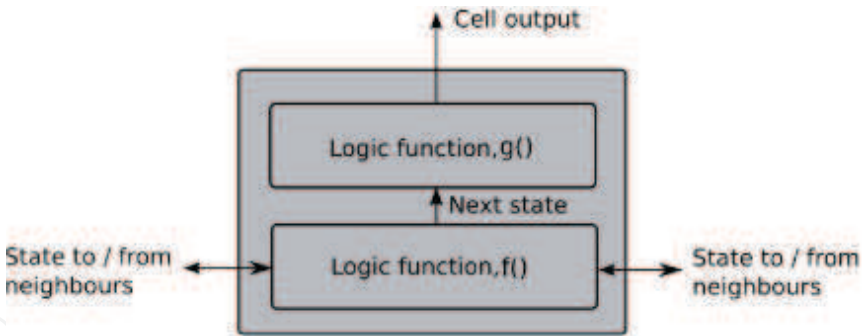 Cell output
Logic function,g()
Next state
State to / from
neighbours
Logic function,f()
State to / from
neighbours